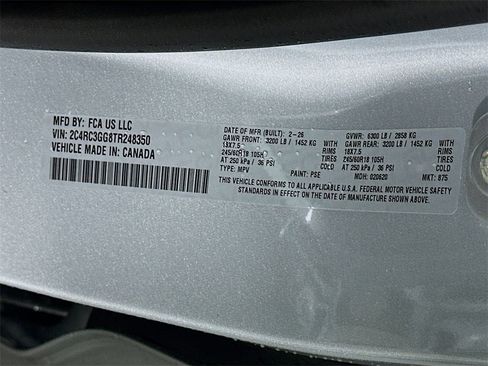 MFD BY: FCA US LLC
VIN: 2C4RC3GG8TR248350
VEHICLE MADE IN: CANADA
DATE OF MFR (BUILT): 2-26 GVWR: 6300 LB / 2858 KG
GAWR FRONT: 3200 LB / 1452 KG WITH GAWR REAR: 3200 LB / 1452 KG WITH
18X7.5 RIMS 18X7.5 RIMS
245/60R18 105H TIRES 245/60R18 105H TIRES
AT 250 kPa / 36 PSI AT 250 kPa / 36 PSI
TYPE: MPV PAINT: PSE MDH: 020620 MKT: 875
THIS VEHICLE CONFORMS TO ALL APPLICABLE U.S.A. FEDERAL MOTOR VEHICLE SAFETY
STANDARDS IN EFFECT ON THE DATE OF MANUFACTURE SHOWN ABOVE.